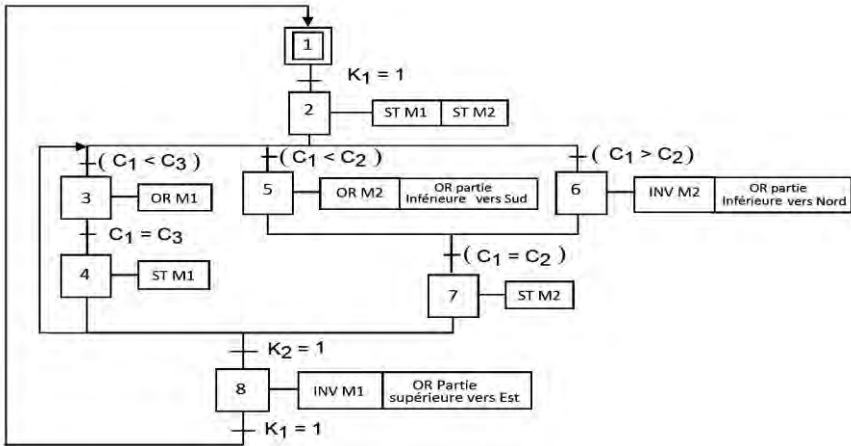 1
K1 = 1
2
ST M1
ST M2
( C1 < C3 )
( C1 < C2 )
( C1 > C2 )
3
OR M1
5
OR M2
OR partie
Inférieure vers Sud
6
INV M2
OR partie
Inférieure vers Nord
C1 = C3
4
ST M1
( C1 = C2 )
7
ST M2
K2 = 1
8
INV M1
OR Partie
supérieure vers Est
K1 = 1